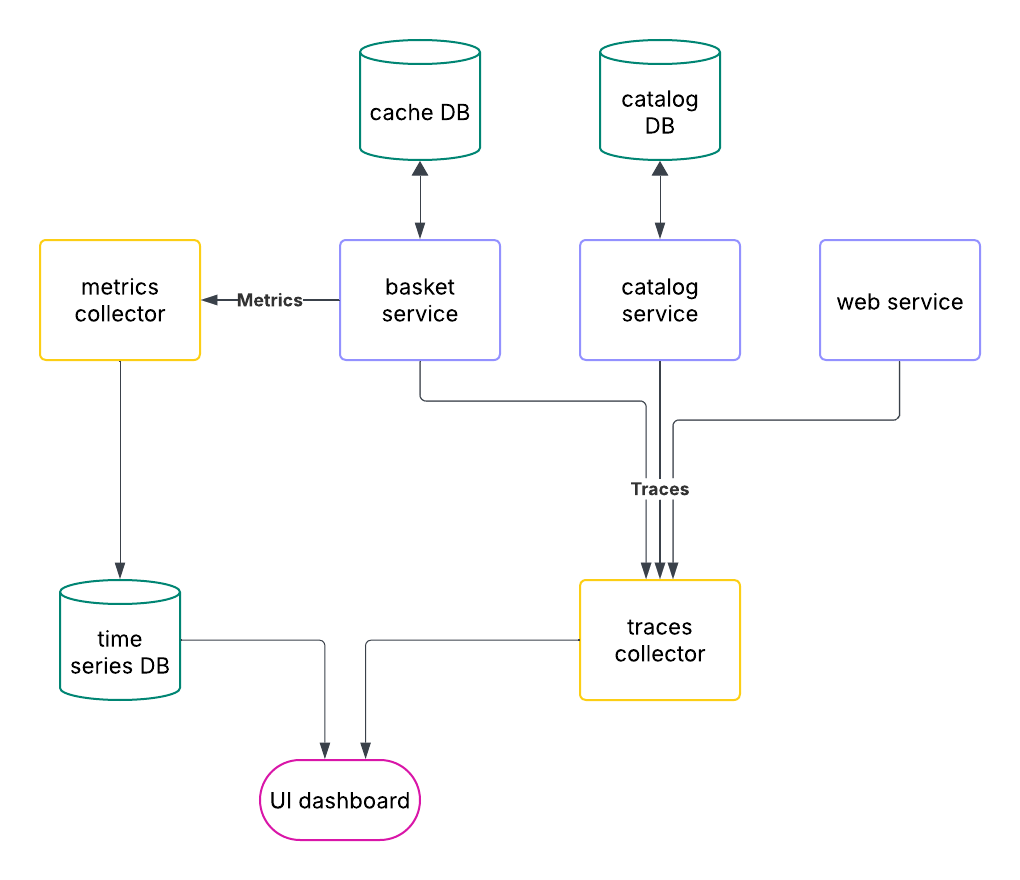 cache DB
catalog
DB
metrics
collector
Metrics
basket
service
catalog
service
web service
Traces
time
series DB
traces
collector
UI dashboard